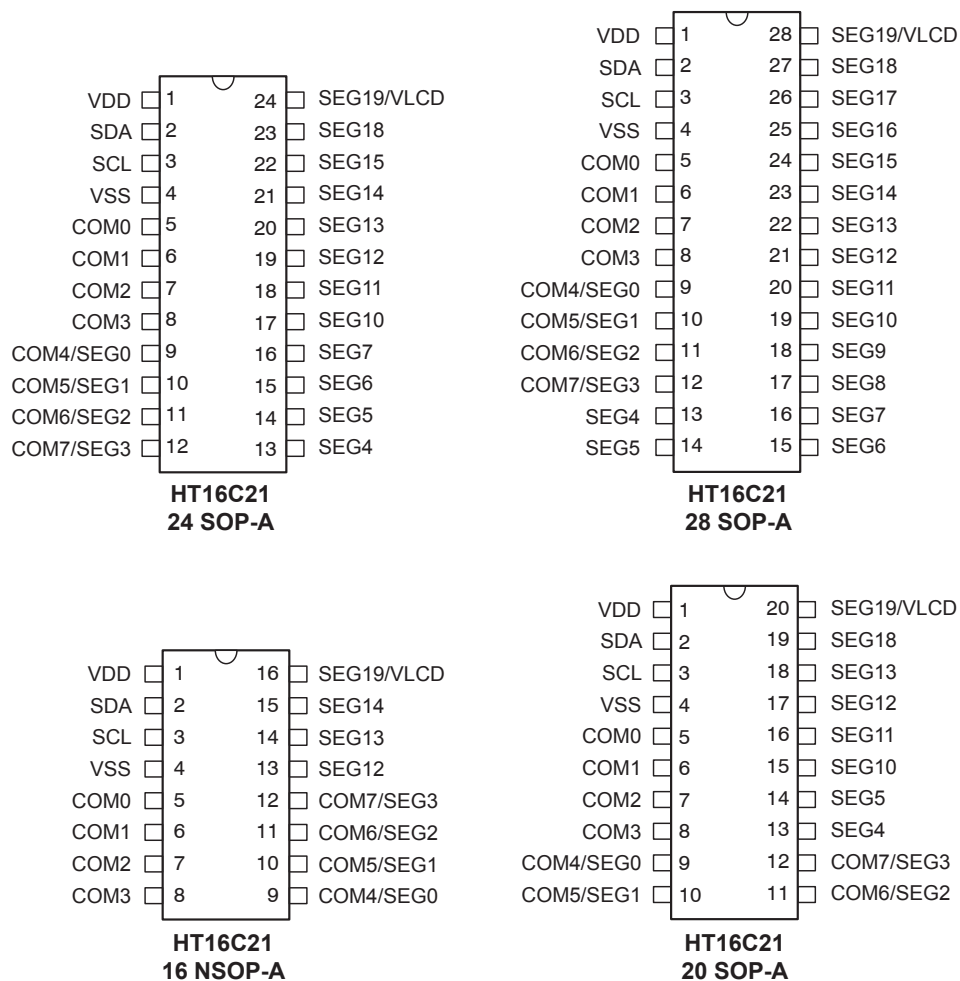 VDD 1 24 SEG19/VLCD
SDA 2 23 SEG18
SCL 3 22 SEG15
VSS 4 21 SEG14
COM0 5 20 SEG13
COM1 6 19 SEG12
COM2 7 18 SEG11
COM3 8 17 SEG10
COM4/SEG0 9 16 SEG7
COM5/SEG1 10 15 SEG6
COM6/SEG2 11 14 SEG5
COM7/SEG3 12 13 SEG4
HT16C21
24 SOP-A
VDD 1 28 SEG19/VLCD
SDA 2 27 SEG18
SCL 3 26 SEG17
VSS 4 25 SEG16
COM0 5 24 SEG15
COM1 6 23 SEG14
COM2 7 22 SEG13
COM3 8 21 SEG12
COM4/SEG0 9 20 SEG11
COM5/SEG1 10 19 SEG10
COM6/SEG2 11 18 SEG9
COM7/SEG3 12 17 SEG8
SEG4 13 16 SEG7
SEG5 14 15 SEG6
HT16C21
28 SOP-A
VDD 1 16 SEG19/VLCD
SDA 2 15 SEG14
SCL 3 14 SEG13
VSS 4 13 SEG12
COM0 5 12 COM7/SEG3
COM1 6 11 COM6/SEG2
COM2 7 10 COM5/SEG1
COM3 8 9 COM4/SEG0
HT16C21
16 NSOP-A
VDD 1 20 SEG19/VLCD
SDA 2 19 SEG18
SCL 3 18 SEG13
VSS 4 17 SEG12
COM0 5 16 SEG11
COM1 6 15 SEG10
COM2 7 14 SEG5
COM3 8 13 SEG4
COM4/SEG0 9 12 COM7/SEG3
COM5/SEG1 10 11 COM6/SEG2
HT16C21
20 SOP-A